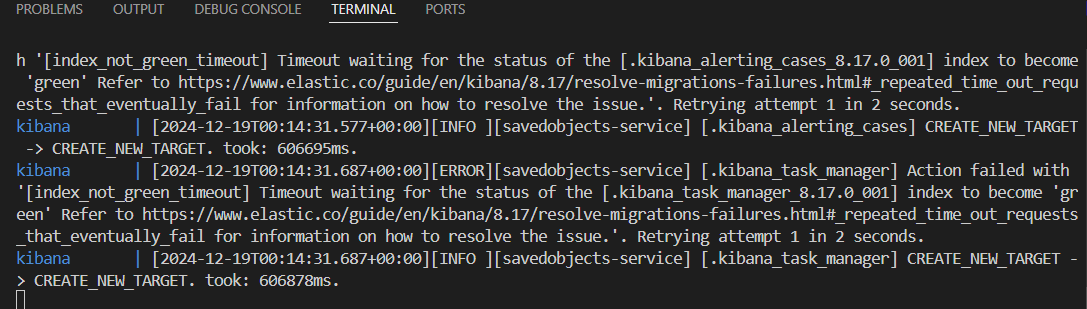 PROBLEMS OUTPUT DEBUG CONSOLE TERMINAL PORTS
h '[index_not_green_timeout] Timeout waiting for the status of the [.kibana_alerting_cases_8.17.0_001] index to become
'green' Refer to https://www.elastic.co/guide/en/kibana/8.17/resolve-migrations-failures.html#_repeated_time_out_requ
ests_that_eventually_fail for information on how to resolve the issue.'. Retrying attempt 1 in 2 seconds.
kibana | [2024-12-19T00:14:31.577+00:00][INFO ][savedobjects-service] [.kibana_alerting_cases] CREATE_NEW_TARGET
-> CREATE_NEW_TARGET. took: 606695ms.
kibana | [2024-12-19T00:14:31.687+00:00][ERROR][savedobjects-service] [.kibana_task_manager] Action failed with
'[index_not_green_timeout] Timeout waiting for the status of the [.kibana_task_manager_8.17.0_001] index to become 'gr
een' Refer to https://www.elastic.co/guide/en/kibana/8.17/resolve-migrations-failures.html#_repeated_time_out_requests
_that_eventually_fail for information on how to resolve the issue.'. Retrying attempt 1 in 2 seconds.
kibana | [2024-12-19T00:14:31.687+00:00][INFO ][savedobjects-service] [.kibana_task_manager] CREATE_NEW_TARGET -
> CREATE_NEW_TARGET. took: 606878ms.